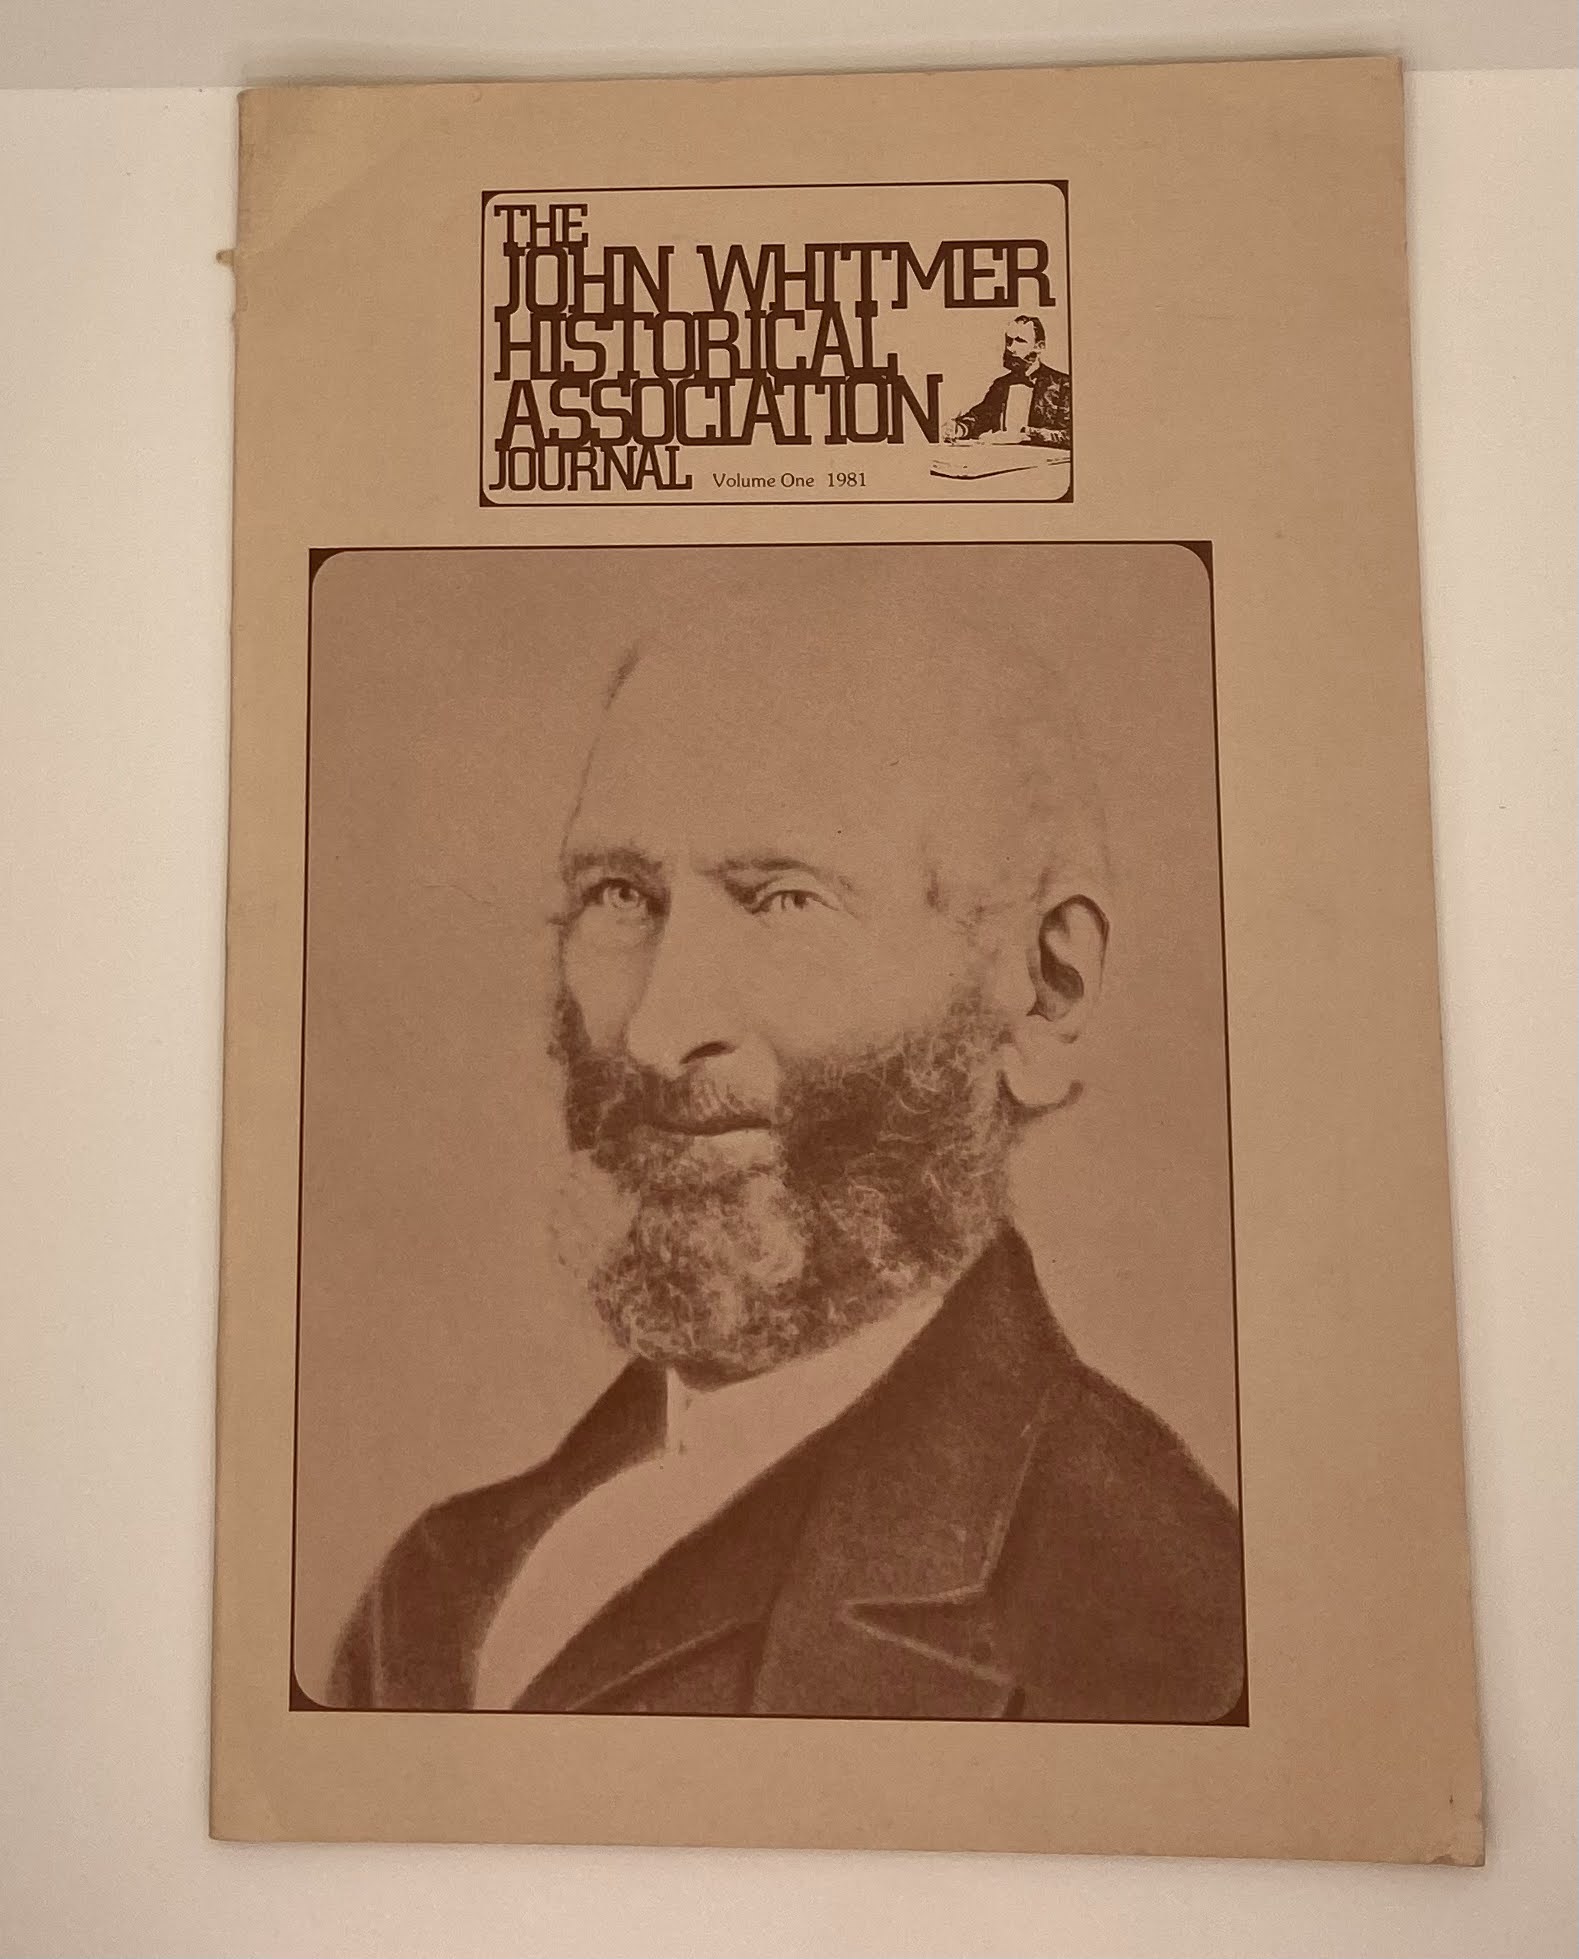 THE
JOHN WHITMER
HISTORICAL
ASSOCIATION
JOURNAL Volume One 1981